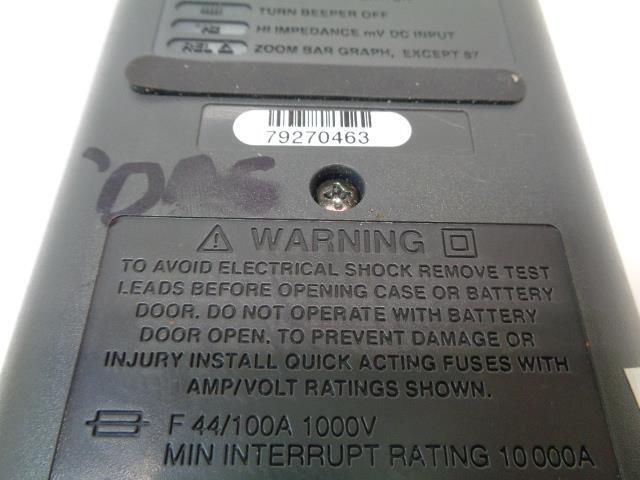 TURN BEEPER OFF
HI IMPEDANCE mV DC INPUT
REL △ ZOOM BAR GRAPH, EXCEPT 87
79270463
WARNING
TO AVOID ELECTRICAL SHOCK REMOVE TEST
LEADS BEFORE OPENING CASE OR BATTERY
DOOR. DO NOT OPERATE WITH BATTERY
DOOR OPEN. TO PREVENT DAMAGE OR
INJURY INSTALL QUICK ACTING FUSES WITH
AMP/VOLT RATINGS SHOWN.
F 44/100A 1000V
MIN INTERRUPT RATING 10 000A